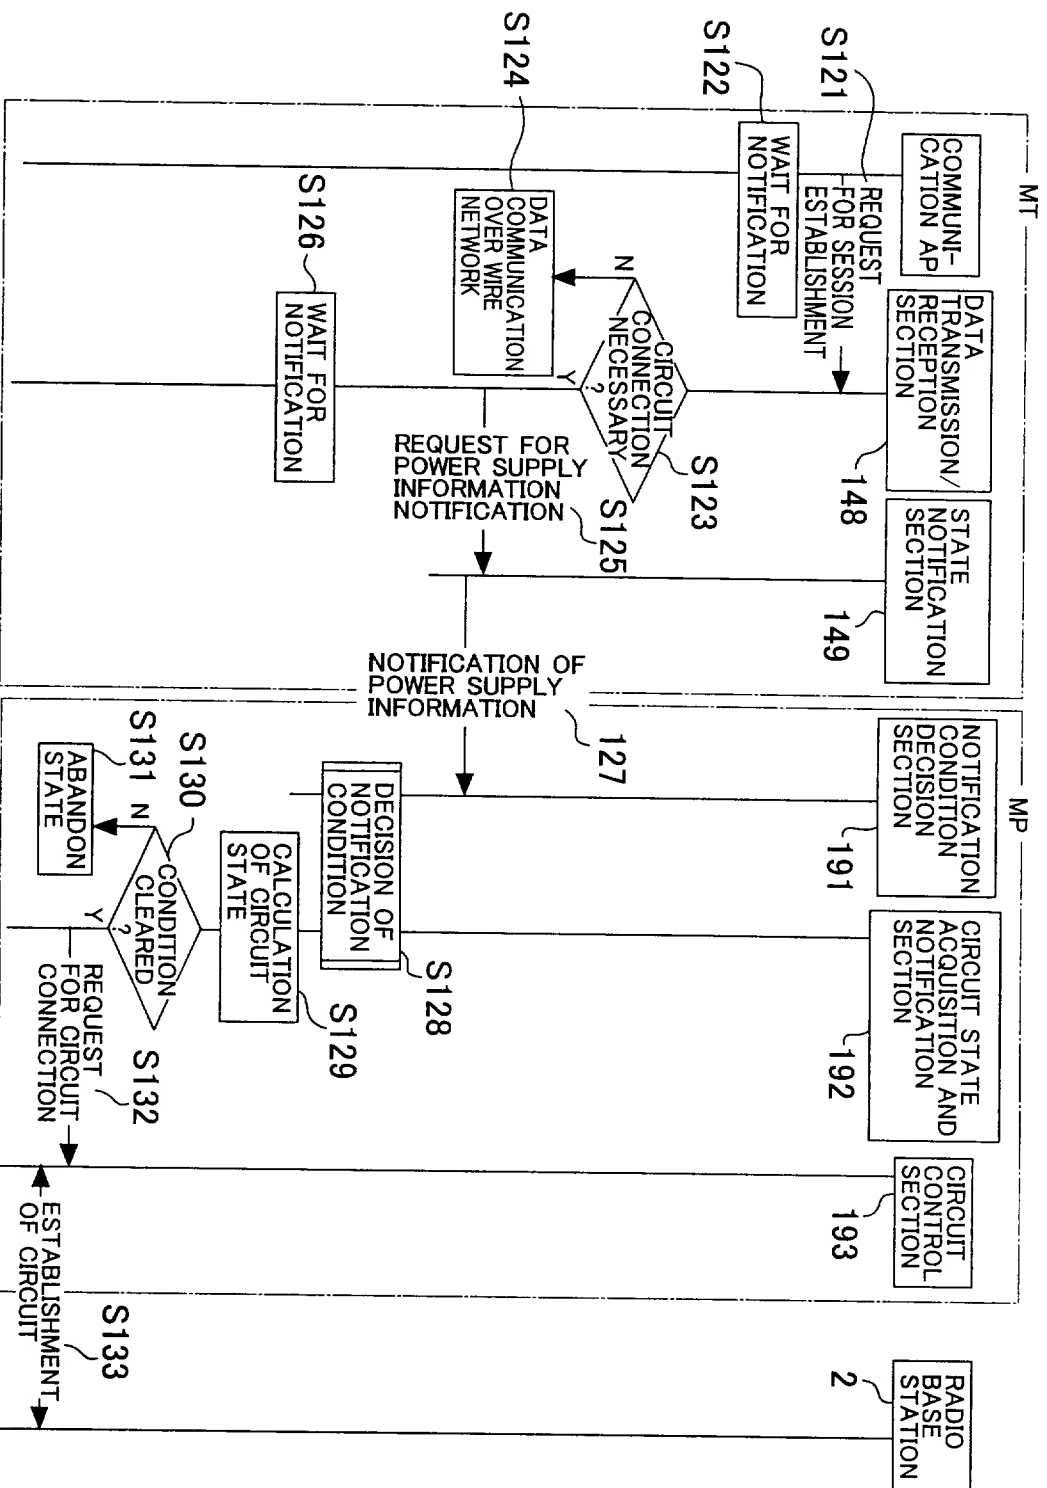 MT
COMMUNI-
CATION AP
DATA
TRANSMISSION/
RECEPTION
SECTION
148
STATE
NOTIFICATION
SECTION
149
MP
NOTIFICATION
CONDITION
DECISION
SECTION
191
CIRCUIT STATE
ACQUISITION AND
NOTIFICATION
SECTION
192
CIRCUIT
CONTROL
SECTION
193
RADIO
BASE
STATION
2
S121
REQUEST
FOR SESSION
ESTABLISHMENT
S122
WAIT FOR
NOTIFICATION
CIRCUIT
CONNECTION
NECESSARY
?
S123
N
Y
S124
DATA
COMMUNICATION
OVER WIRE
NETWORK
REQUEST FOR
POWER SUPPLY
INFORMATION
NOTIFICATION
S125
S126
WAIT FOR
NOTIFICATION
NOTIFICATION OF
POWER SUPPLY
INFORMATION
127
DECISION OF
NOTIFICATION
CONDITION
S128
CALCULATION
OF CIRCUIT
STATE
S129
S130
CONDITION
CLEARED
?
N
Y
S131
ABANDON
STATE
REQUEST
FOR CIRCUIT
CONNECTION
S132
ESTABLISHMENT
OF CIRCUIT
S133